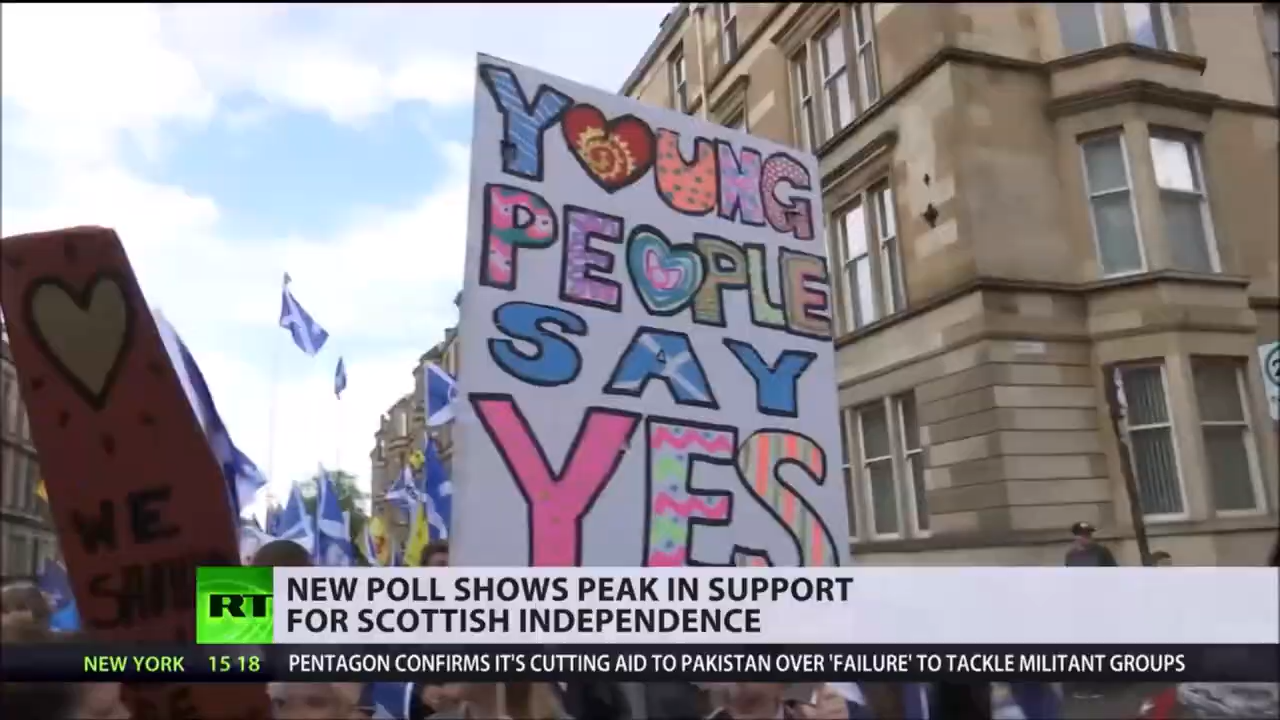 YOUNG
PEOPLE
SAY
YES
WE
RT
NEW POLL SHOWS PEAK IN SUPPORT
FOR SCOTTISH INDEPENDENCE
NEW YORK 15 18 PENTAGON CONFIRMS IT'S CUTTING AID TO PAKISTAN OVER 'FAILURE' TO TACKLE MILITANT GROUPS